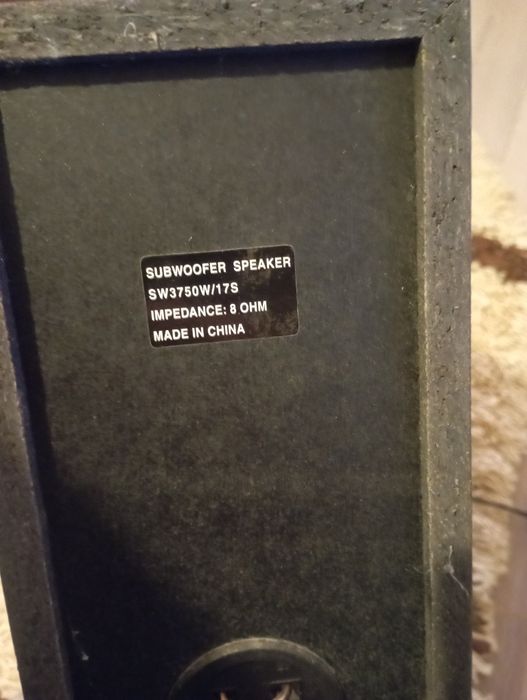 SUBWOOFER SPEAKER
SW3750W/17S
IMPEDANCE: 8 OHM
MADE IN CHINA